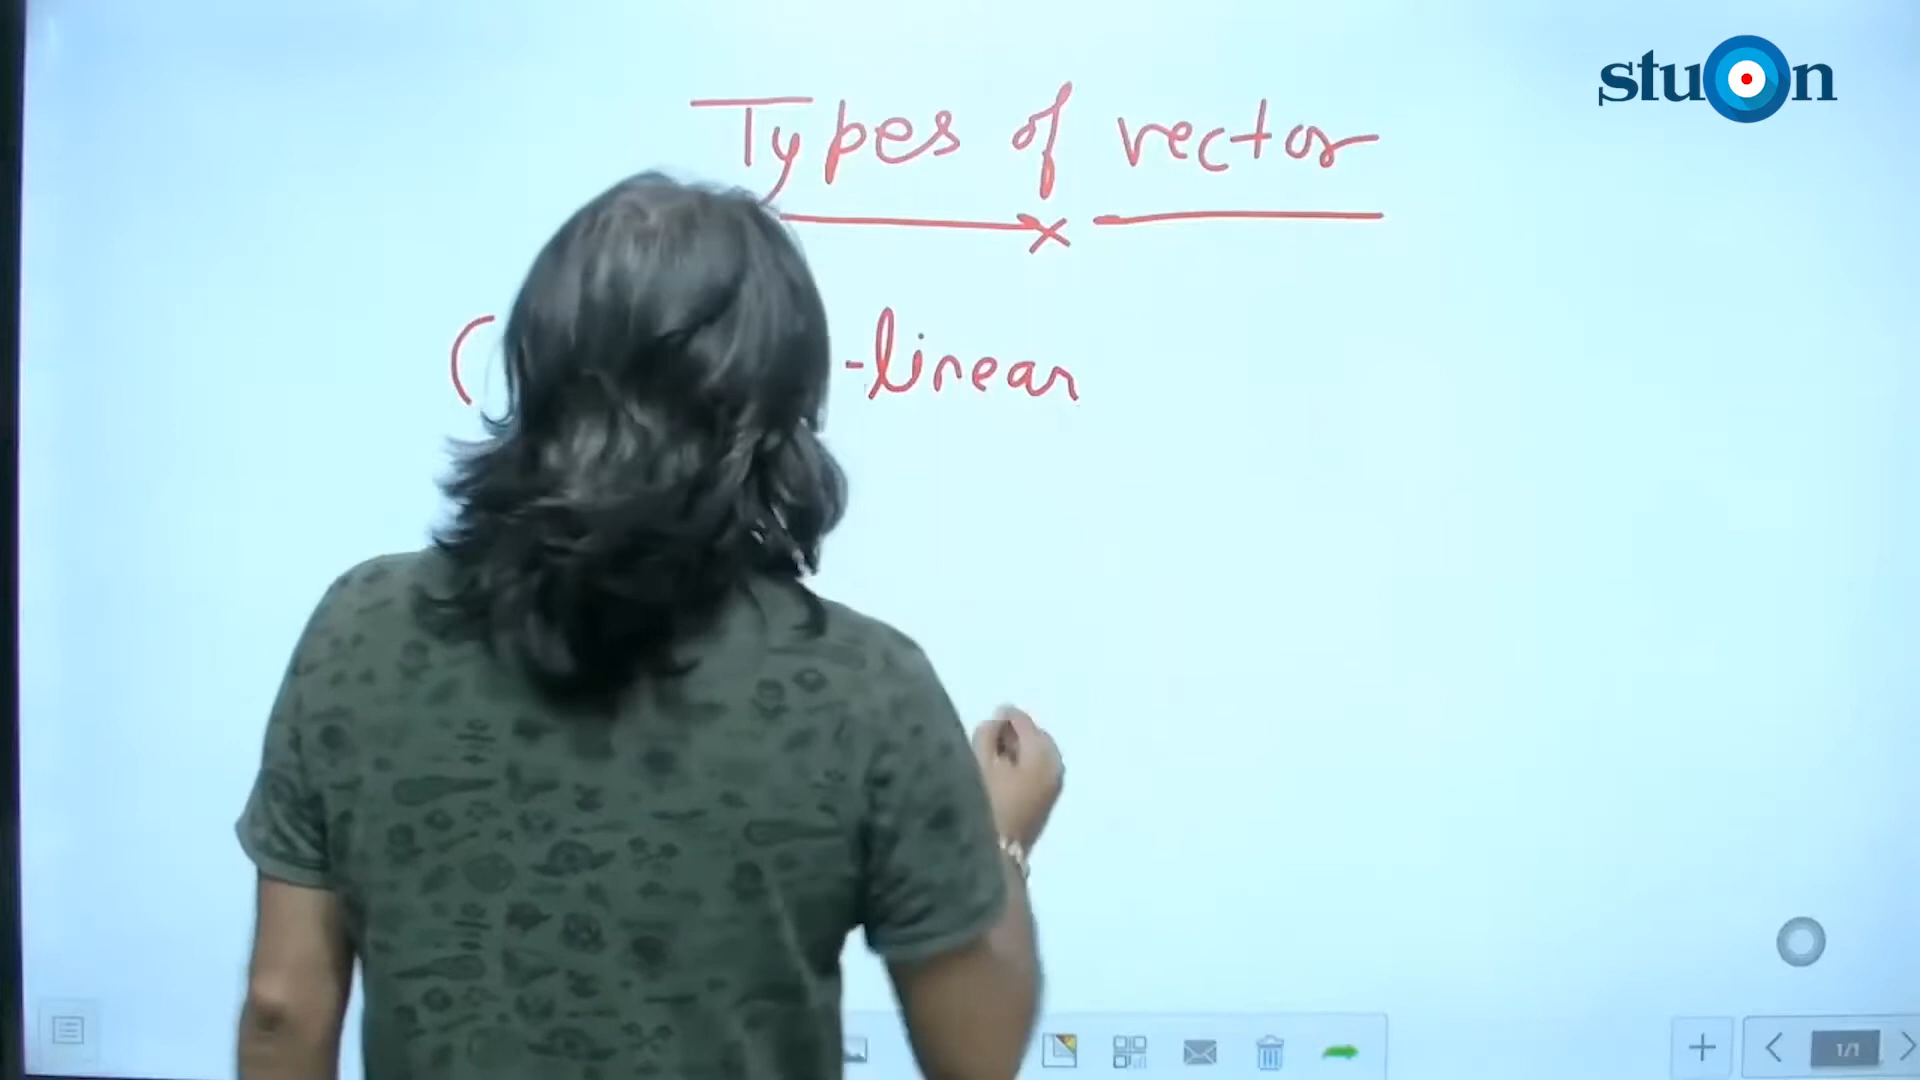 stuOn
Types of vector
( -linear
1/1